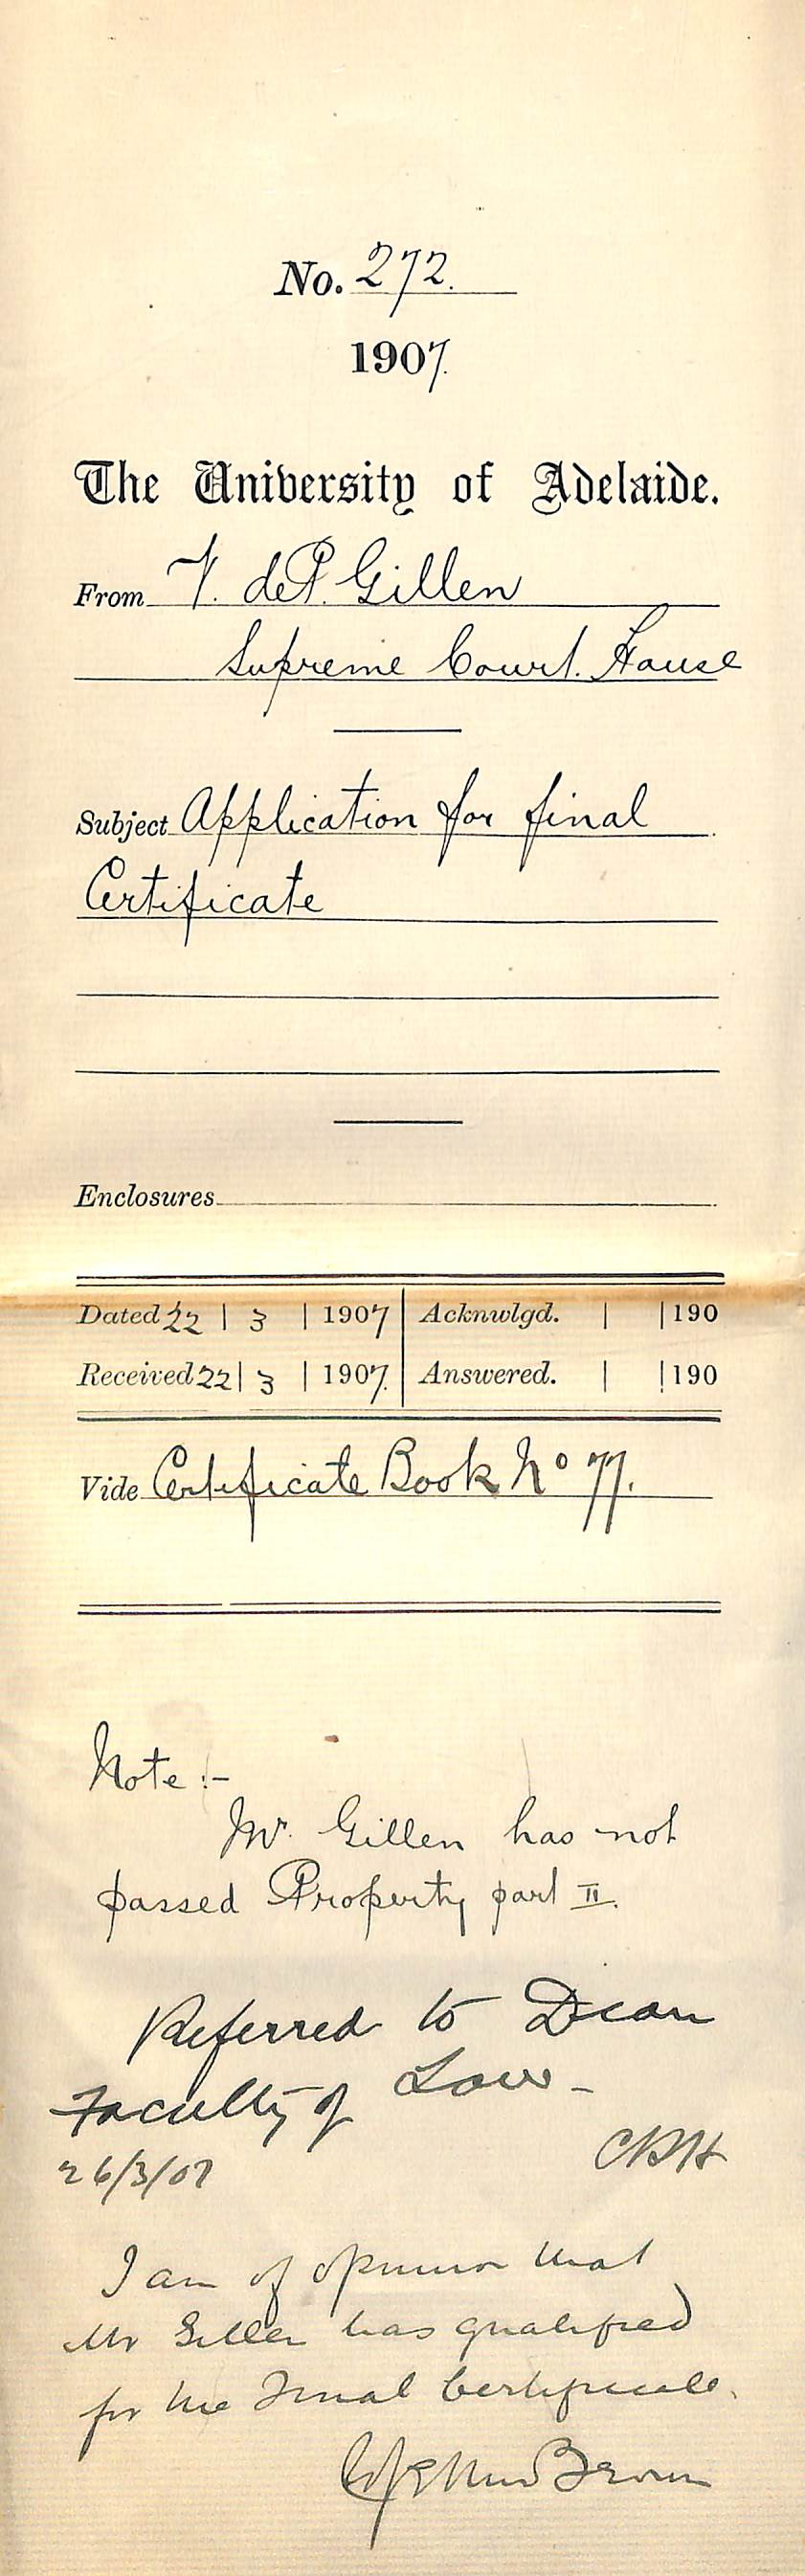 No. 272.
1907.
The University of Adelaide.
From V. deP. Gillen
Supreme Court. House
Subject Application for final
Certificate
Enclosures
Dated 22 | 3 | 1907 | Acknwlgd. | | 190
Received 22 | 3 | 1907. | Answered. | | 190
Vide Certificate Book No 77.
Note :-
Mr. Gillen has not
passed Property part II.
Referred to Dean
Faculty of Law -
26/3/07 CRH
I am of opinion that
Mr Gillen has qualified
for the Final Certificate.
Brown